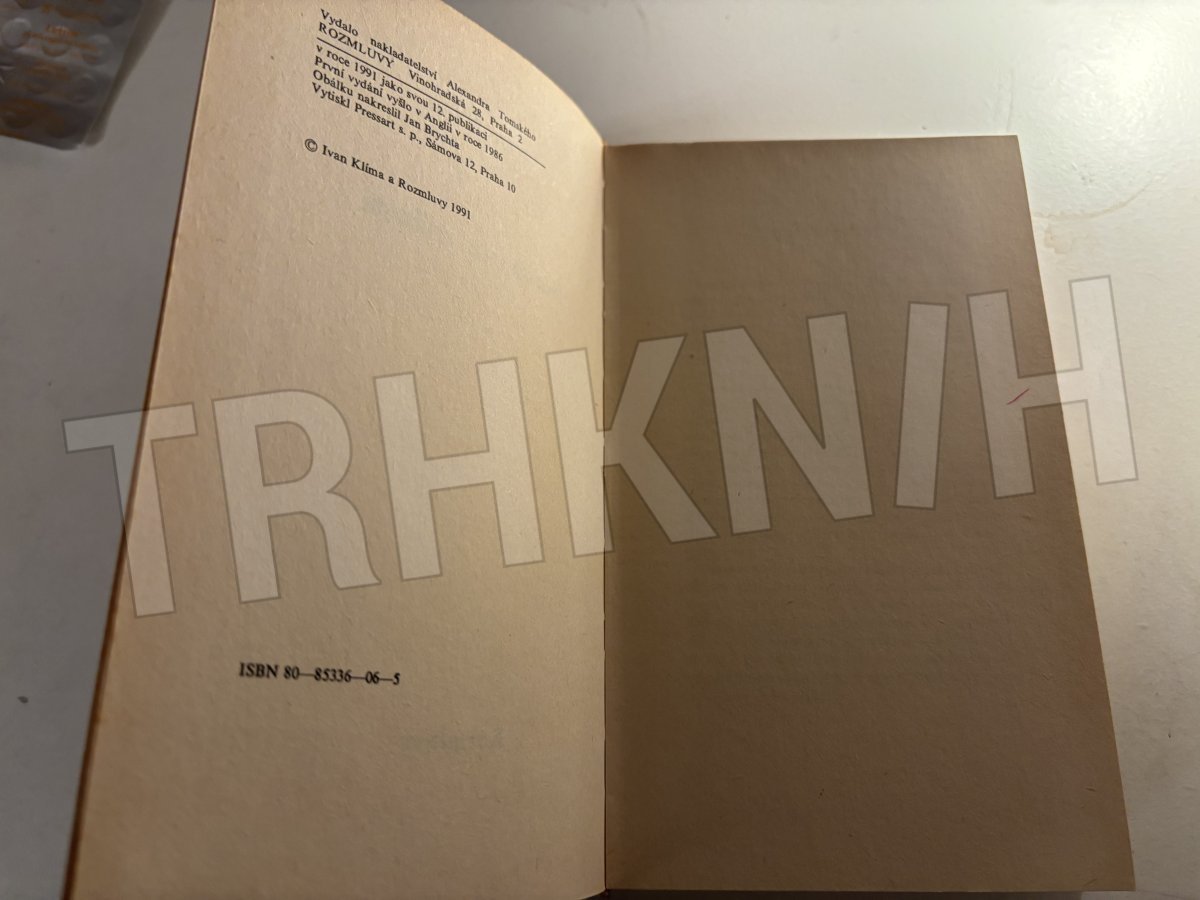 Vydalo nakladatelství Alexandra Tomského
ROZMLUVY Vinohradská 28, Praha 2
v roce 1991 jako svou 12. publikaci
První vydání vyšlo v Anglii v roce 1986
Obálku nakreslil Jan Brychta
Vytiskl Pressart s. p., Sámova 12, Praha 10
© Ivan Klíma a Rozmluvy 1991
TRHKNIH
ISBN 80—85336—06—5